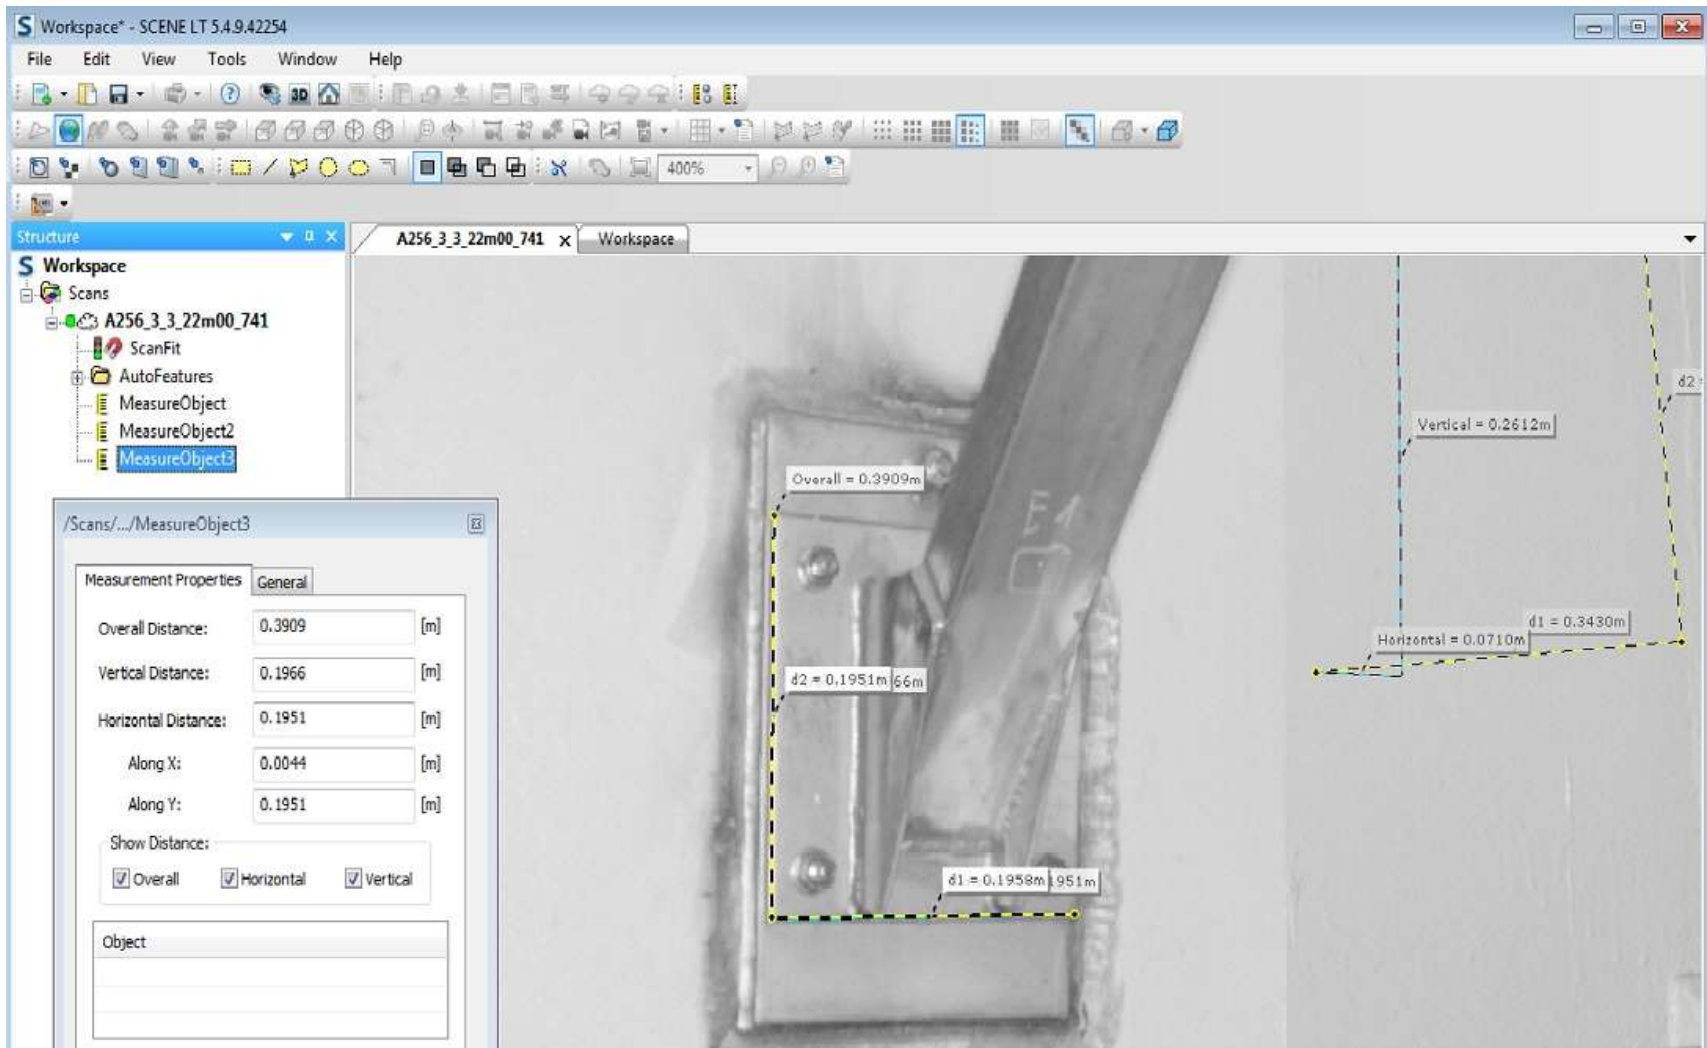 Workspace* - SCENE LT 5.4.9.42254
File Edit View Tools Window Help
3D
400%
Structure
A256_3_3_22m00_741 x Workspace
S Workspace
Scans
A256_3_3_22m00_741
ScanFit
AutoFeatures
MeasureObject
MeasureObject2
MeasureObject3
d2 =
Vertical = 0.2612m
Overall = 0.3909m
d1 = 0.3430m
Horizontal = 0.0710m
d2 = 0.1951m 66m
d1 = 0.1958m 1951m
/Scans/.../MeasureObject3
Measurement Properties General
Overall Distance: 0.3909 [m]
Vertical Distance: 0.1966 [m]
Horizontal Distance: 0.1951 [m]
Along X: 0.0044 [m]
Along Y: 0.1951 [m]
Show Distance:
Overall Horizontal Vertical
Object